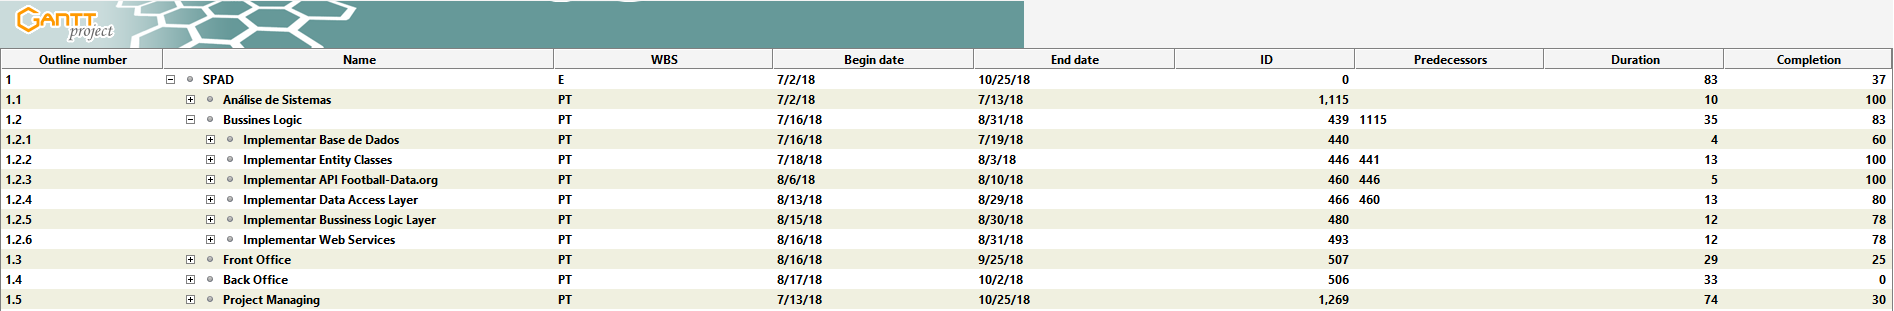 GANTT
project
Outline number Name WBS Begin date End date ID Predecessors Duration Completion
1 SPAD E 7/2/18 10/25/18 0 83 37
1.1 Análise de Sistemas PT 7/2/18 7/13/18 1,115 10 100
1.2 Bussines Logic PT 7/16/18 8/31/18 439 1115 35 83
1.2.1 Implementar Base de Dados PT 7/16/18 7/19/18 440 4 60
1.2.2 Implementar Entity Classes PT 7/18/18 8/3/18 446 441 13 100
1.2.3 Implementar API Football-Data.org PT 8/6/18 8/10/18 460 446 5 100
1.2.4 Implementar Data Access Layer PT 8/13/18 8/29/18 466 460 13 80
1.2.5 Implementar Bussiness Logic Layer PT 8/15/18 8/30/18 480 12 78
1.2.6 Implementar Web Services PT 8/16/18 8/31/18 493 12 78
1.3 Front Office PT 8/16/18 9/25/18 507 29 25
1.4 Back Office PT 8/17/18 10/2/18 506 33 0
1.5 Project Managing PT 7/13/18 10/25/18 1,269 74 30